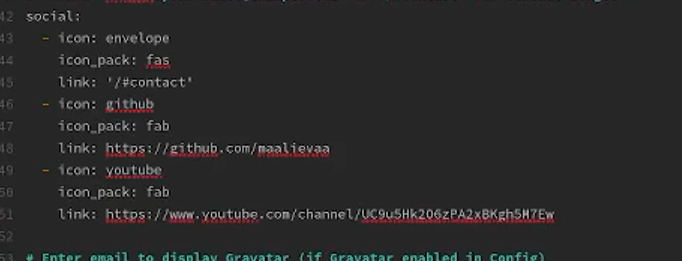 42 social:
43 - icon: envelope
44 icon_pack: fas
45 link: '/#contact'
46 - icon: github
47 icon_pack: fab
48 link: https://github.com/maalievaa
49 - icon: youtube
50 icon_pack: fab
51 link: https://www.youtube.com/channel/UC9u5Hk2O6zPA2xBKgh5M7Ew
52
53 # Enter email to display Gravatar (if Gravatar enabled in Config)